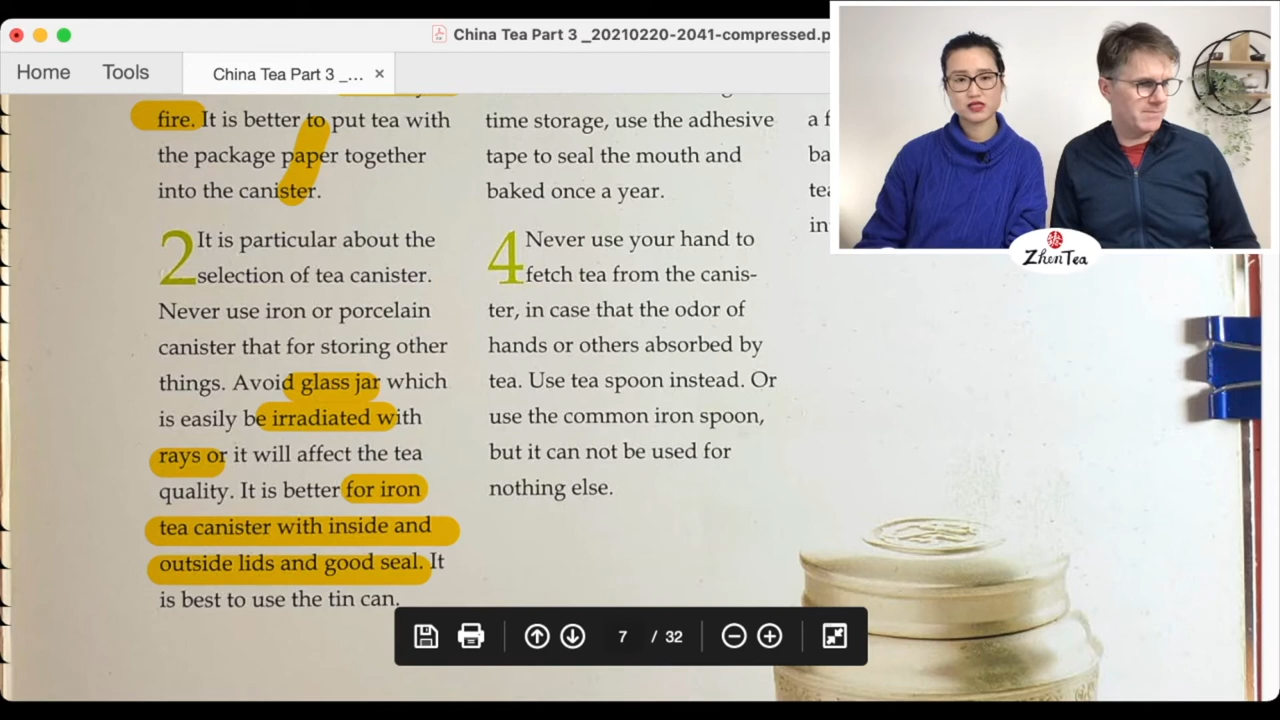 China Tea Part 3 _20210220-2041-compressed.p
Home
Tools
China Tea Part 3 _...
fire. It is better to put tea with
the package paper together
into the canister.
2 It is particular about the
selection of tea canister.
Never use iron or porcelain
canister that for storing other
things. Avoid glass jar which
is easily be irradiated with
rays or it will affect the tea
quality. It is better for iron
tea canister with inside and
outside lids and good seal. It
is best to use the tin can.
time storage, use the adhesive
tape to seal the mouth and
baked once a year.
4 Never use your hand to
fetch tea from the canis-
ter, in case that the odor of
hands or others absorbed by
tea. Use tea spoon instead. Or
use the common iron spoon,
but it can not be used for
nothing else.
a f
ba
tea
in
ZhenTea
7 / 32